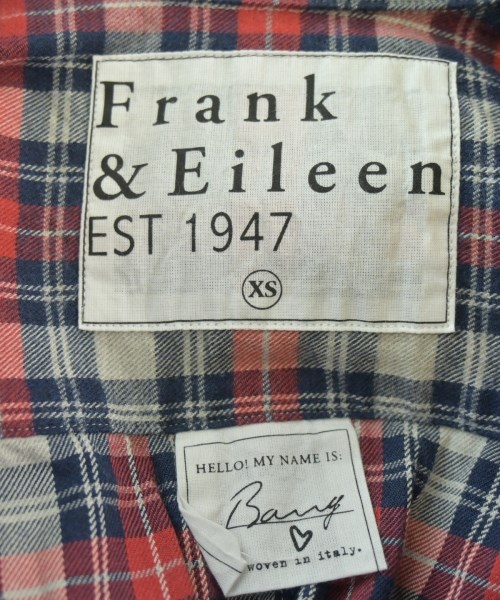 Frank
& Eileen
EST 1947
XS
HELLO! MY NAME IS:
Barry
woven in italy.